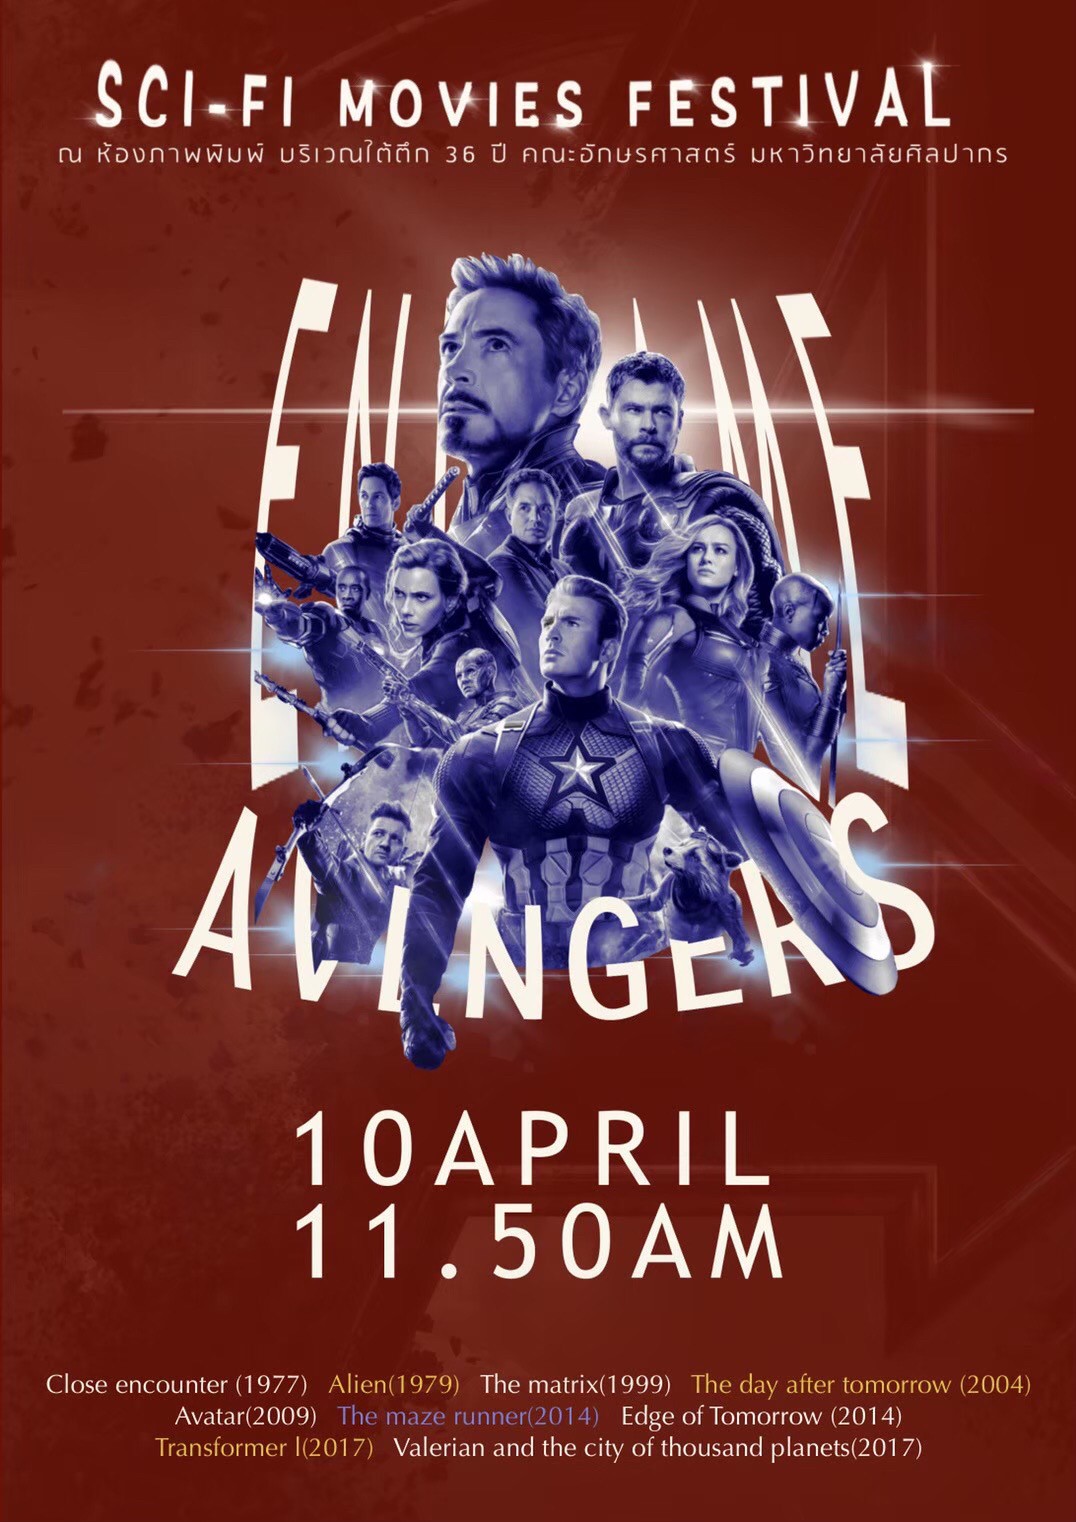 SCI-FI MOVIES FESTIVAL
ณ ห้องภาพพิมพ์ บริเวณใต้ตึก 36 ปี คณะอักษรศาสตร์ มหาวิทยาลัยศิลปากร
ENDGAME
AVENGERS
10APRIL
11.50AM
Close encounter (1977) Alien(1979) The matrix(1999) The day after tomorrow (2004)
Avatar(2009) The maze runner(2014) Edge of Tomorrow (2014)
Transformer l(2017) Valerian and the city of thousand planets(2017)